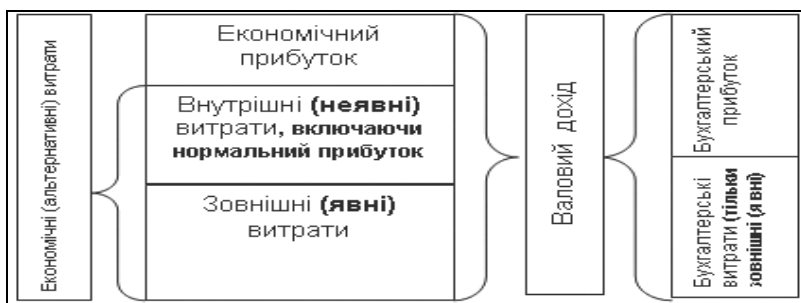 Економічні (альтернативні) витрати
Економічний
прибуток
Внутрішні (неявні)
витрати, включаючи
нормальний прибуток
Зовнішні (явні)
витрати
Валовий дохід
Бухгалтерський
прибуток
Бухгалтерські
витрати (тільки
зовнішні (явні)